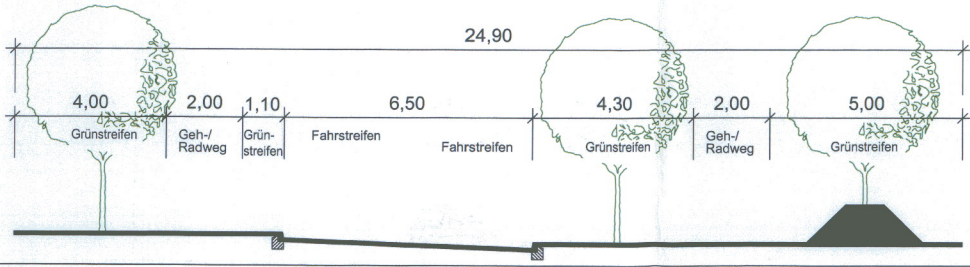 24,90
4,00 2,00 1,10 6,50 4,30 2,00 5,00
Grünstreifen Geh-/ Grün- Fahrstreifen Grünstreifen Geh-/ Grünstreifen
Radweg streifen Fahrstreifen Radweg